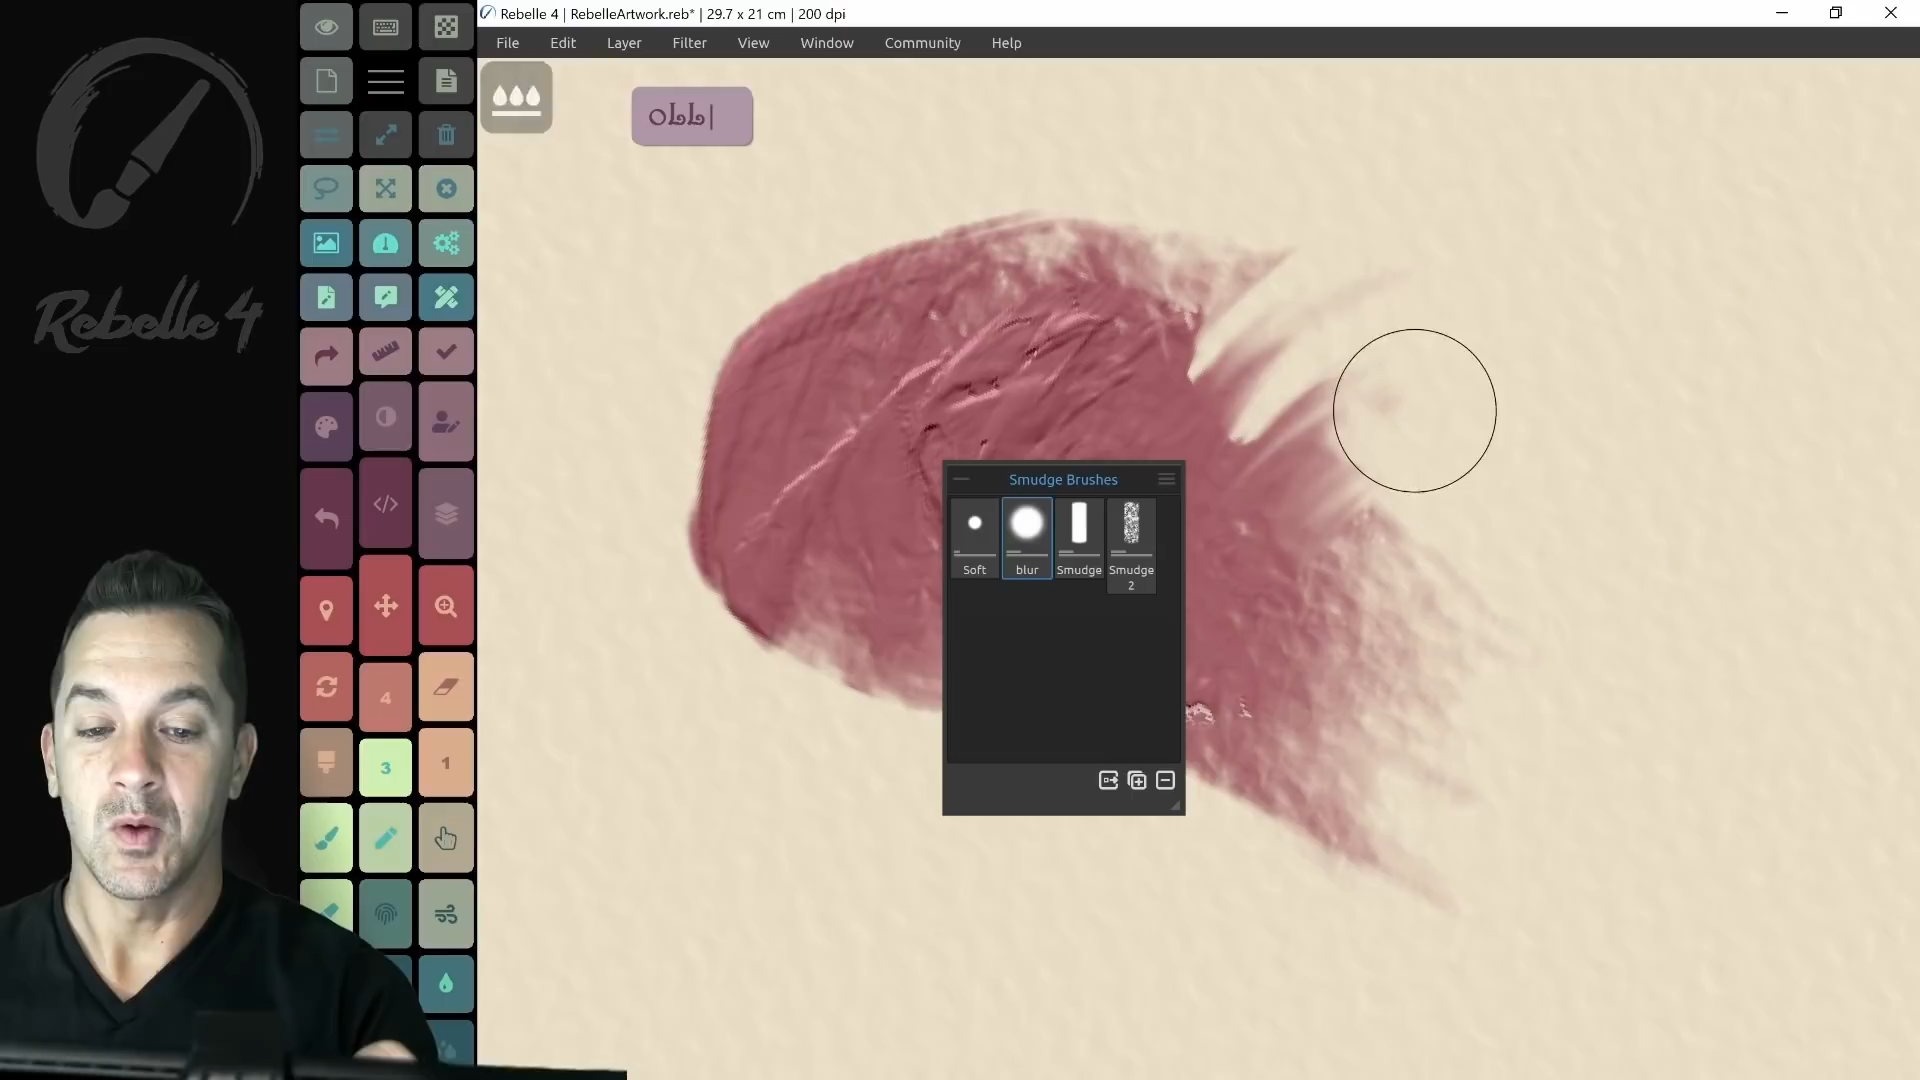 Rebelle 4 | RebelleArtwork.reb* | 29.7 x 21 cm | 200 dpi
File Edit Layer Filter View Window Community Help
Rebelle 4
Smudge Brushes
Soft blur Smudge Smudge
2
4
3 1